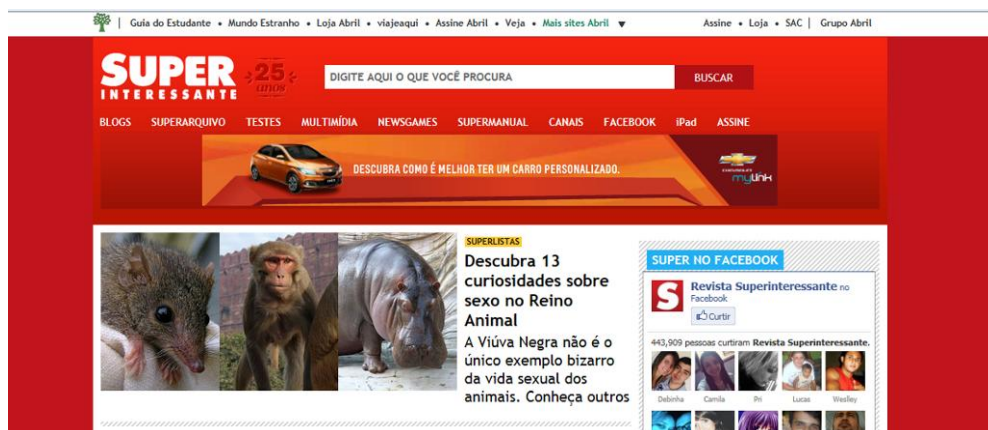 Guia do Estudante • Mundo Estranho • Loja Abril • viajeaqui • Assine Abril • Veja • Mais sites Abril ▼
Assine • Loja • SAC | Grupo Abril
SUPER
INTERESSANTE
25
anos
DIGITE AQUI O QUE VOCÊ PROCURA
BUSCAR
BLOGS SUPERARQUIVO TESTES MULTIMÍDIA NEWSGAMES SUPERMANUAL CANAIS FACEBOOK iPad ASSINE
DESCUBRA COMO É MELHOR TER UM CARRO PERSONALIZADO.
CHEVROLET
mylink
SUPERLISTAS
Descubra 13
curiosidades sobre
sexo no Reino
Animal
A Viúva Negra não é o
único exemplo bizarro
da vida sexual dos
animais. Conheça outros
SUPER NO FACEBOOK
S
Revista Superinteressante no
Facebook
Curtir
443,909 pessoas curtiram Revista Superinteressante.
Debinha Camila Pri Lucas Weslley